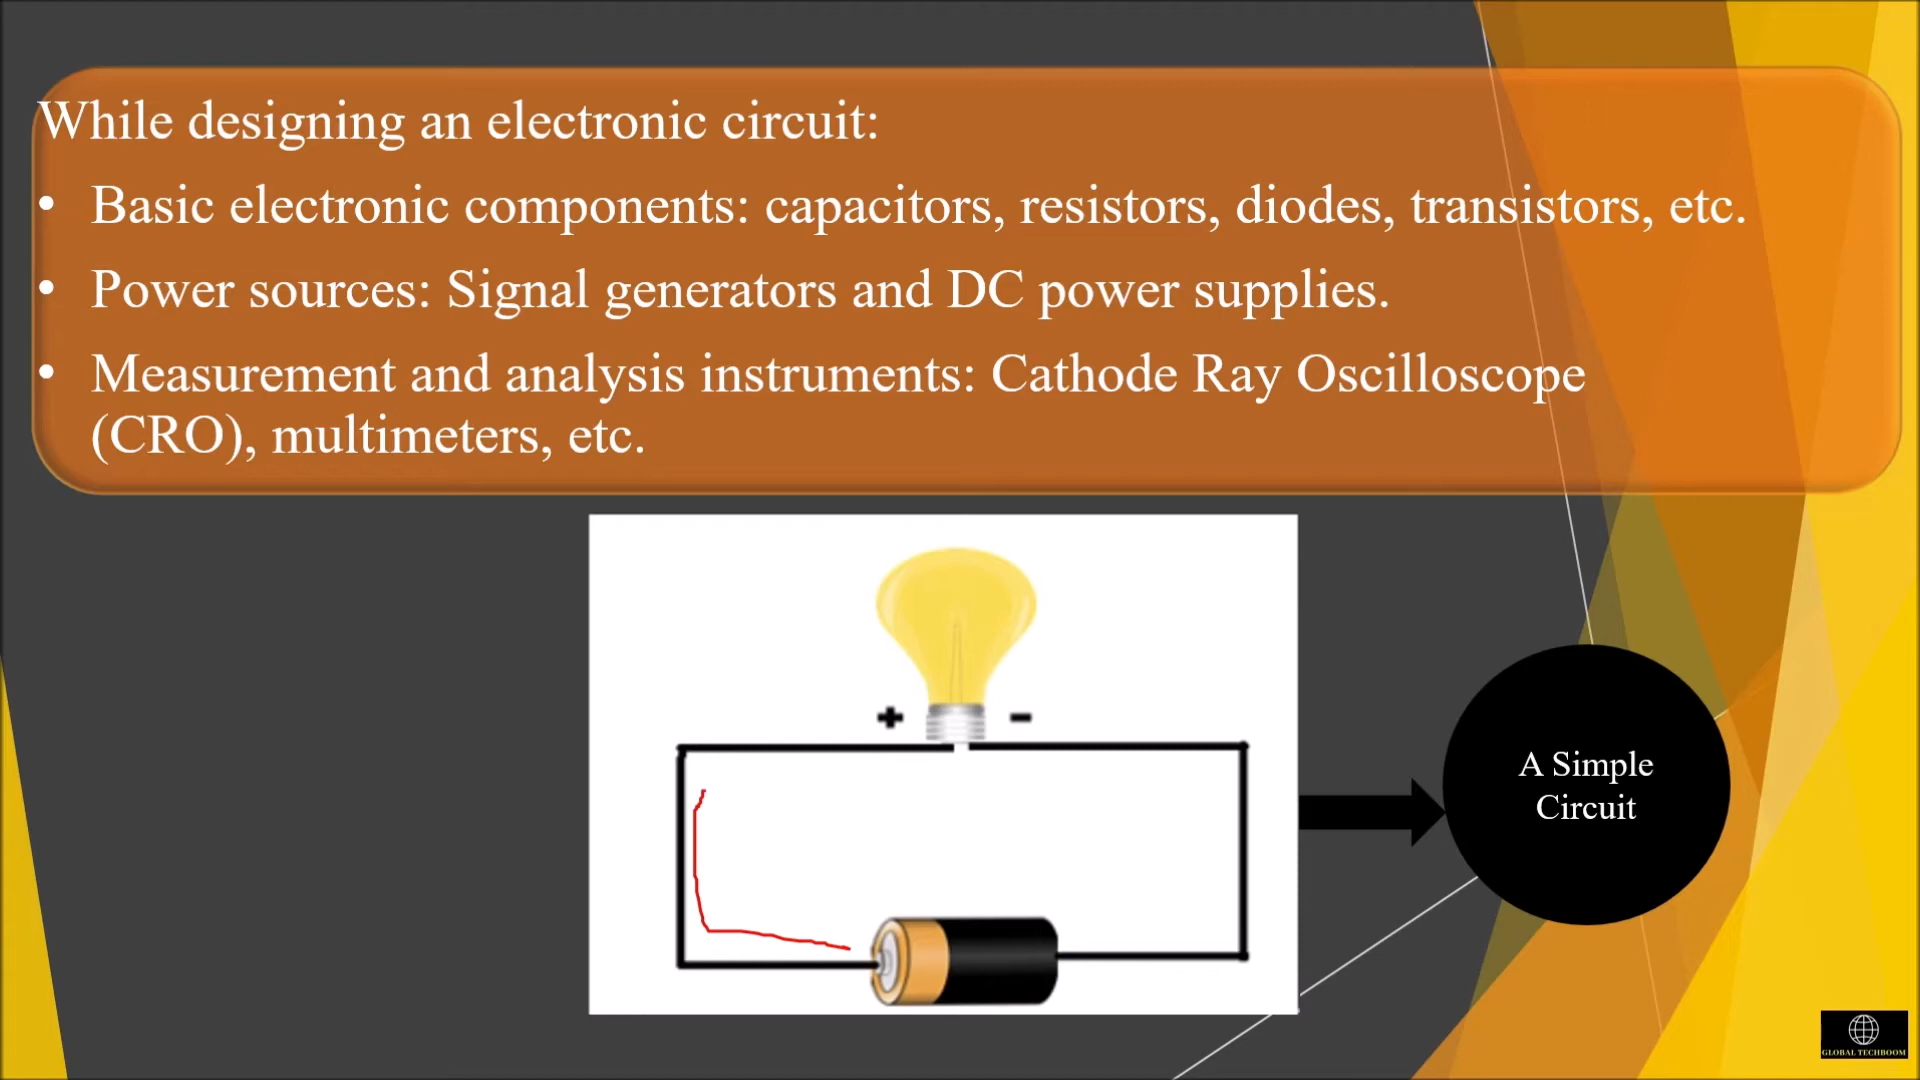 While designing an electronic circuit:
• Basic electronic components: capacitors, resistors, diodes, transistors, etc.
• Power sources: Signal generators and DC power supplies.
• Measurement and analysis instruments: Cathode Ray Oscilloscope
(CRO), multimeters, etc.
+ −
A Simple
Circuit
GLOBAL TECHBOOM